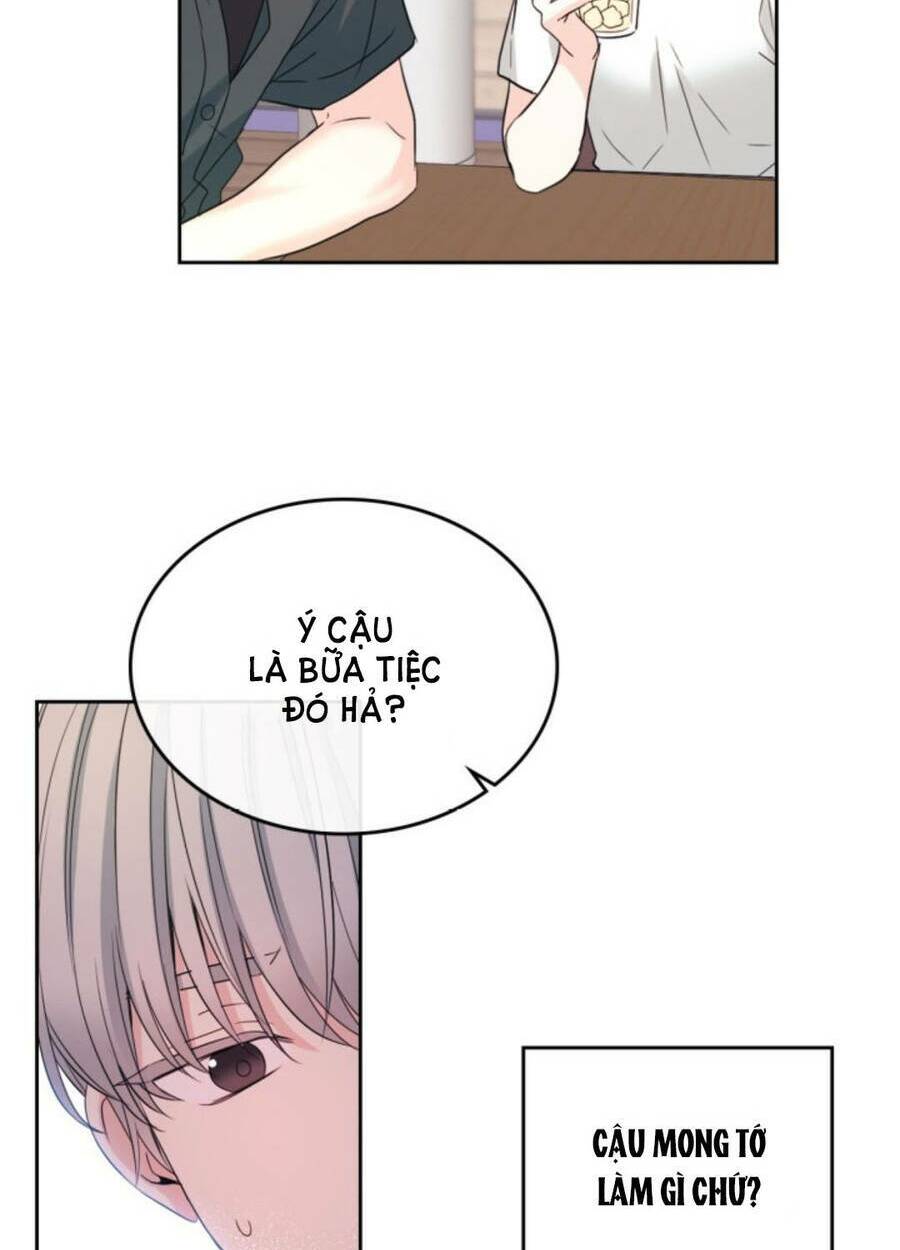 Ý CẬU
LÀ BỮA TIỆC
ĐÓ HẢ?
CẬU MONG TỚ
LÀM GÌ CHỨ?